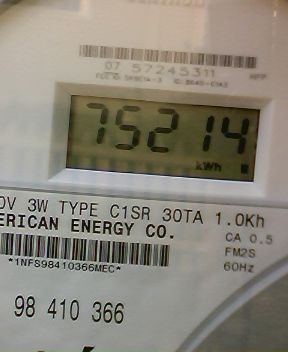 07 57245311
75214
kWh
0V 3W TYPE C1SR 30TA 1.0Kh
ERICAN ENERGY CO.
CA 0.5
FM2S
60Hz
*1NFS98410366MEC*
98 410 366